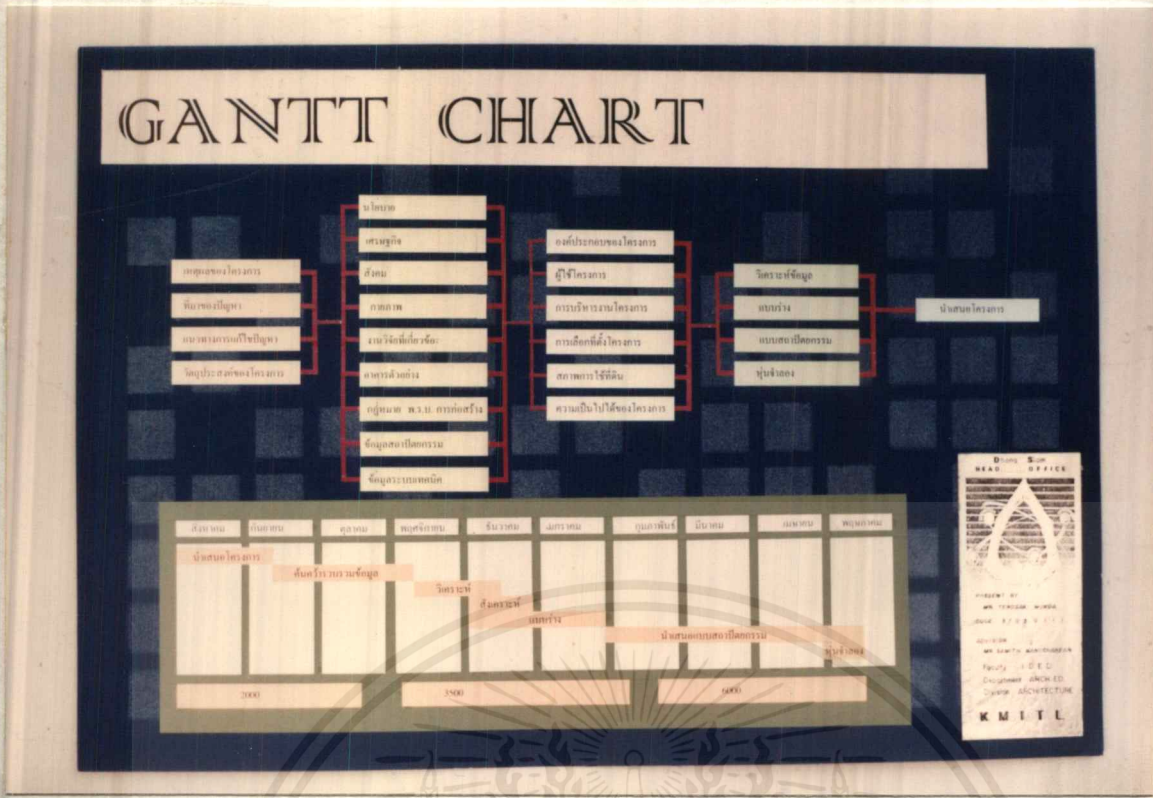 GANTT CHART
เหตุผลของโครงการ
ที่มาของปัญหา
แนวทางการแก้ไขปัญหา
วัตถุประสงค์ของโครงการ
นโยบาย
เศรษฐกิจ
สังคม
กายภาพ
งานวิจัยที่เกี่ยวข้อง
อาคารตัวอย่าง
กฎหมาย พ.ร.บ. การก่อสร้าง
ข้อมูลสถาปัตยกรรม
ข้อมูลระบบเทคนิค
องค์ประกอบของโครงการ
ผู้ใช้โครงการ
การบริหารงานโครงการ
การเลือกที่ตั้งโครงการ
สภาพการใช้ที่ดิน
ความเป็นไปได้ของโครงการ
วิเคราะห์ข้อมูล
แบบร่าง
แบบสถาปัตยกรรม
หุ่นจำลอง
นำเสนอโครงการ
สิงหาคม กันยายน ตุลาคม พฤศจิกายน ธันวาคม มกราคม กุมภาพันธ์ มีนาคม เมษายน พฤษภาคม
นำเสนอโครงการ
ค้นคว้ารวบรวมข้อมูล
วิเคราะห์
สังเคราะห์
แบบร่าง
นำเสนอแบบสถาปัตยกรรม
หุ่นจำลอง
2000 3500 6000
Dhana Siam
HEAD OFFICE
PRESENT BY
MR.
ADVISOR
MR
Faculty I D E D
Department ARCH.ED.
Division ARCHITECTURE
K M I T L